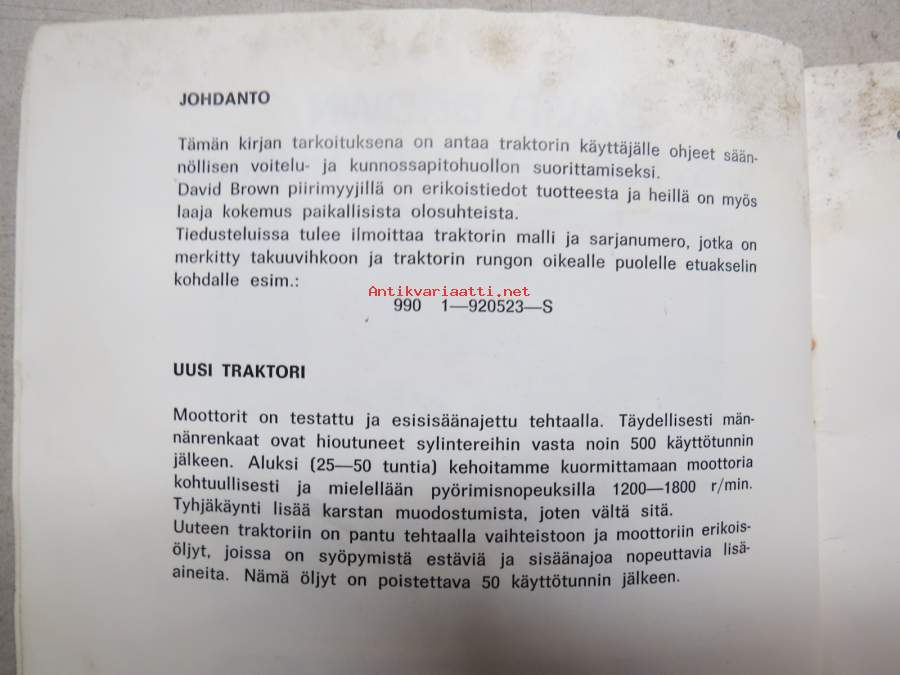 JOHDANTO
Tämän kirjan tarkoituksena on antaa traktorin käyttäjälle ohjeet sään-
nöllisen voitelu- ja kunnossapitohuollon suorittamiseksi.
David Brown piirimyyjillä on erikoistiedot tuotteesta ja heillä on myös
laaja kokemus paikallisista olosuhteista.
Tiedusteluissa tulee ilmoittaa traktorin malli ja sarjanumero, jotka on
merkitty takuuvihkoon ja traktorin rungon oikealle puolelle etuakselin
kohdalle esim.:
Antikvariaatti.net
990 1—920523—S
UUSI TRAKTORI
Moottorit on testattu ja esisisäänajettu tehtaalla. Täydellisesti män-
nänrenkaat ovat hioutuneet sylintereihin vasta noin 500 käyttötunnin
jälkeen. Aluksi (25—50 tuntia) kehoitamme kuormittamaan moottoria
kohtuullisesti ja mielellään pyörimisnopeuksilla 1200—1800 r/min.
Tyhjäkäynti lisää karstan muodostumista, joten vältä sitä.
Uuteen traktoriin on pantu tehtaalla vaihteistoon ja moottoriin erikois-
öljyt, joissa on syöpymistä estäviä ja sisäänajoa nopeuttavia lisä-
aineita. Nämä öljyt on poistettava 50 käyttötunnin jälkeen.